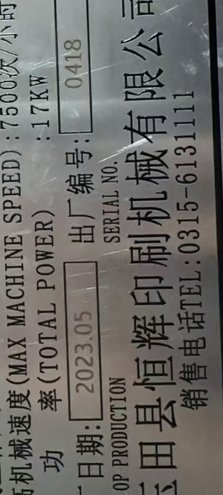 机械速度(MAX MACHINE SPEED):7500次/小时
功 率(TOTAL POWER) :17KW
日期: 2023.05 出厂编号: 0418
OP PRODUCTION SERIAL NO.
田县恒辉印刷机械有限公司
销售电话TEL:0315-6131111